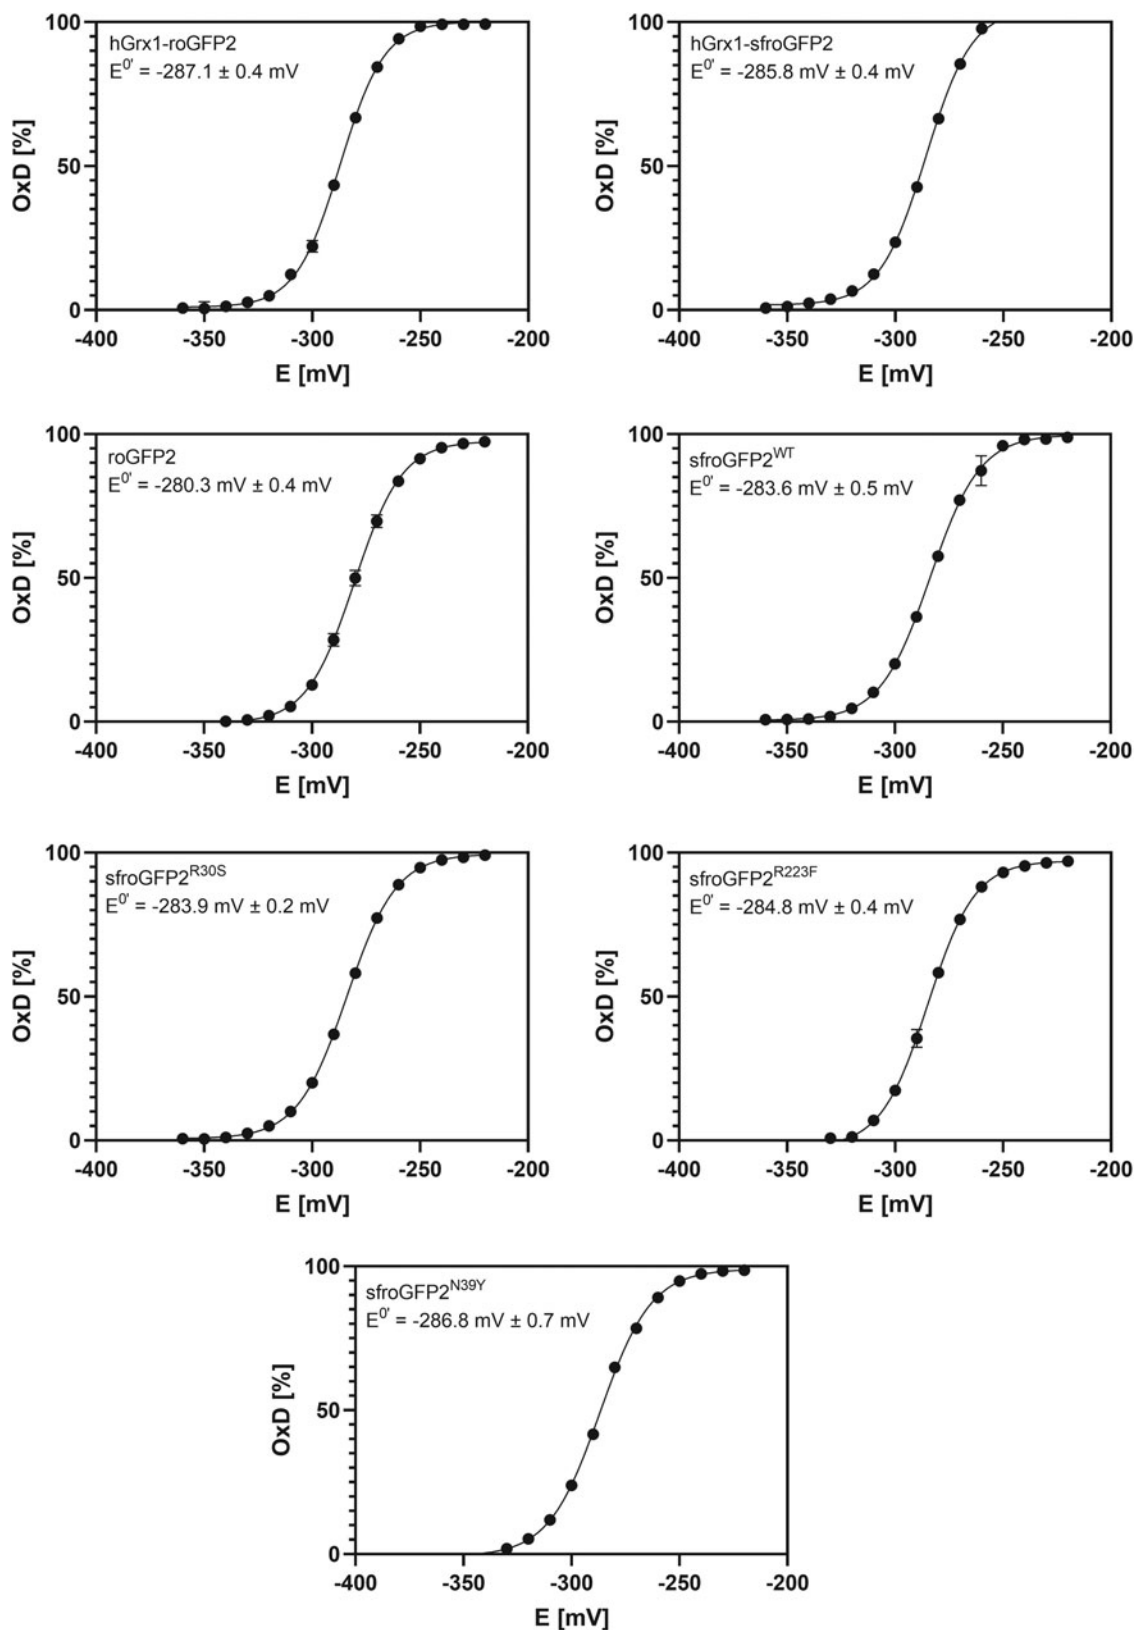 hGrx1-roGFP2
E⁰' = -287.1 ± 0.4 mV
OxD [%]
100
50
0
-400 -350 -300 -250 -200
E [mV]
hGrx1-sfroGFP2
E⁰' = -285.8 mV ± 0.4 mV
OxD [%]
100
50
0
-400 -350 -300 -250 -200
E [mV]
roGFP2
E⁰' = -280.3 mV ± 0.4 mV
OxD [%]
100
50
0
-400 -350 -300 -250 -200
E [mV]
sfroGFP2ᵂᵀ
E⁰' = -283.6 mV ± 0.5 mV
OxD [%]
100
50
0
-400 -350 -300 -250 -200
E [mV]
sfroGFP2^R30S
E⁰' = -283.9 mV ± 0.2 mV
OxD [%]
100
50
0
-400 -350 -300 -250 -200
E [mV]
sfroGFP2^R223F
E⁰' = -284.8 mV ± 0.4 mV
OxD [%]
100
50
0
-400 -350 -300 -250 -200
E [mV]
sfroGFP2^N39Y
E⁰' = -286.8 mV ± 0.7 mV
OxD [%]
100
50
0
-400 -350 -300 -250 -200
E [mV]